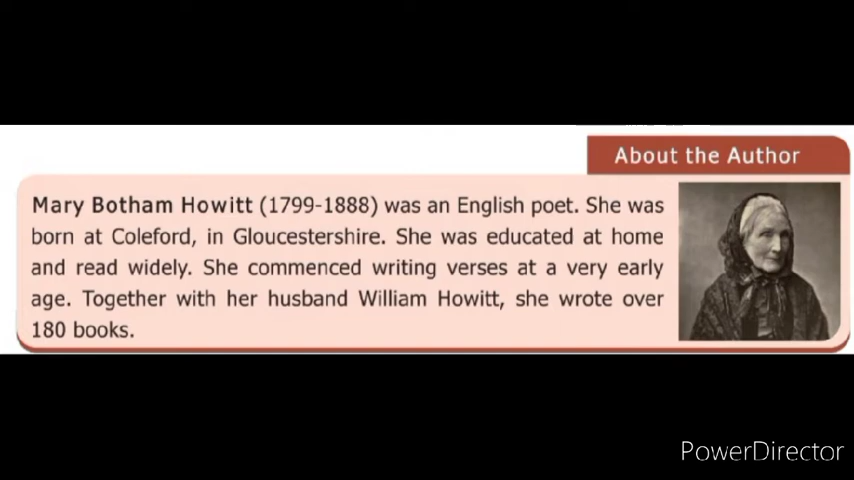 About the Author
Mary Botham Howitt (1799-1888) was an English poet. She was
born at Coleford, in Gloucestershire. She was educated at home
and read widely. She commenced writing verses at a very early
age. Together with her husband William Howitt, she wrote over
180 books.
PowerDirector